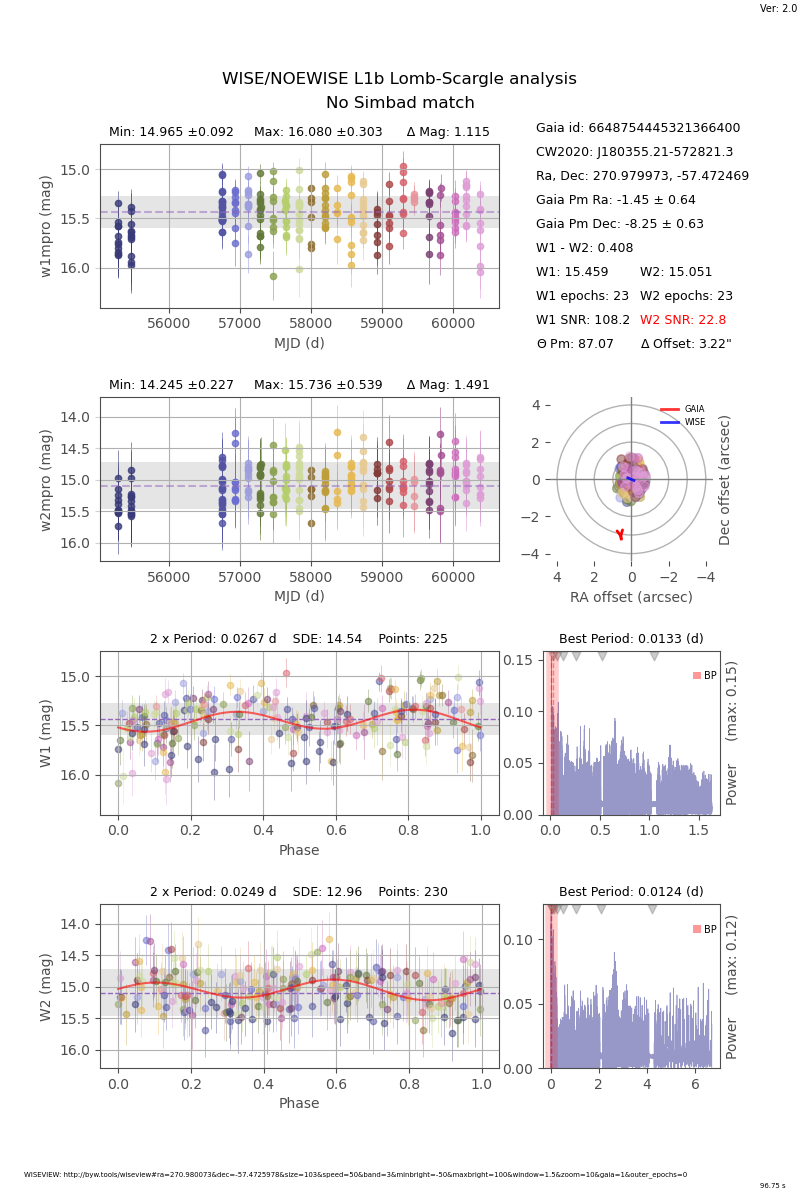 Ver: 2.0
WISE/NOEWISE L1b Lomb-Scargle analysis
No Simbad match
Min: 14.965 ±0.092 Max: 16.080 ±0.303 Δ Mag: 1.115
15.0
15.5
16.0
w1mpro (mag)
56000 57000 58000 59000 60000
MJD (d)
Gaia id: 6648754445321366400
CW2020: J180355.21-572821.3
Ra, Dec: 270.979973, -57.472469
Gaia Pm Ra: -1.45 ± 0.64
Gaia Pm Dec: -8.25 ± 0.63
W1 - W2: 0.408
W1: 15.459 W2: 15.051
W1 epochs: 23 W2 epochs: 23
W1 SNR: 108.2 W2 SNR: 22.8
Θ Pm: 87.07 Δ Offset: 3.22"
Min: 14.245 ±0.227 Max: 15.736 ±0.539 Δ Mag: 1.491
14.0
14.5
15.0
15.5
16.0
w2mpro (mag)
56000 57000 58000 59000 60000
MJD (d)
GAIA
WISE
4
2
0
−2
−4
4 2 0 −2 −4
RA offset (arcsec)
Dec offset (arcsec)
2 x Period: 0.0267 d SDE: 14.54 Points: 225
15.0
15.5
16.0
W1 (mag)
0.0 0.2 0.4 0.6 0.8 1.0
Phase
Best Period: 0.0133 (d)
BP
0.15
0.10
0.05
0.00
0.0 0.5 1.0 1.5
Power (max: 0.15)
2 x Period: 0.0249 d SDE: 12.96 Points: 230
14.0
14.5
15.0
15.5
16.0
W2 (mag)
0.0 0.2 0.4 0.6 0.8 1.0
Phase
Best Period: 0.0124 (d)
BP
0.10
0.05
0.00
0 2 4 6
Power (max: 0.12)
WISEVIEW: http://byw.tools/wiseview#ra=270.980073&dec=-57.4725978&size=103&speed=50&band=3&minbright=-50&maxbright=100&window=1.5&zoom=10&gaia=1&outer_epochs=0
96.75 s